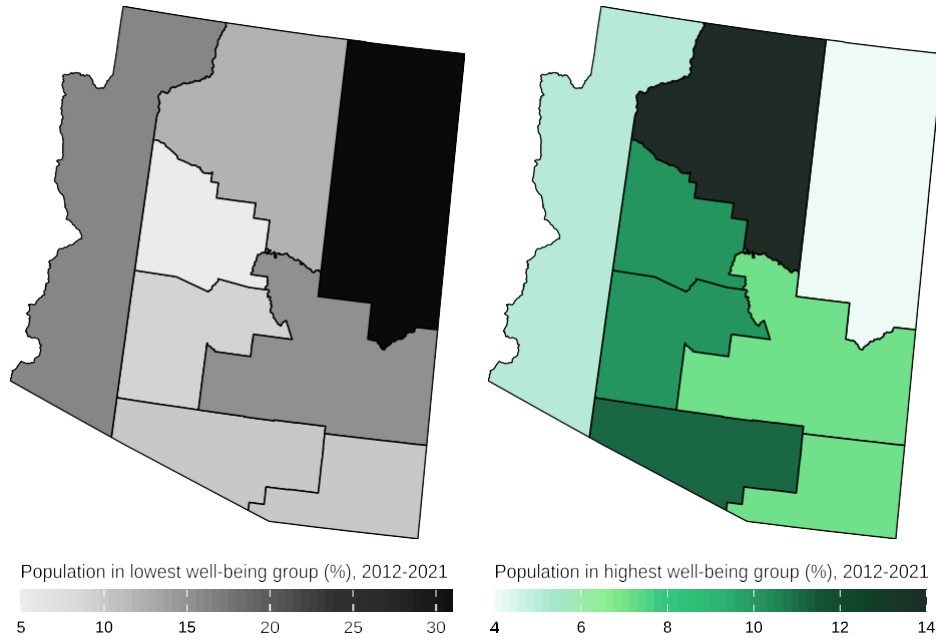 Population in lowest well-being group (%), 2012-2021
5 10 15 20 25 30
Population in highest well-being group (%), 2012-2021
4 6 8 10 12 14